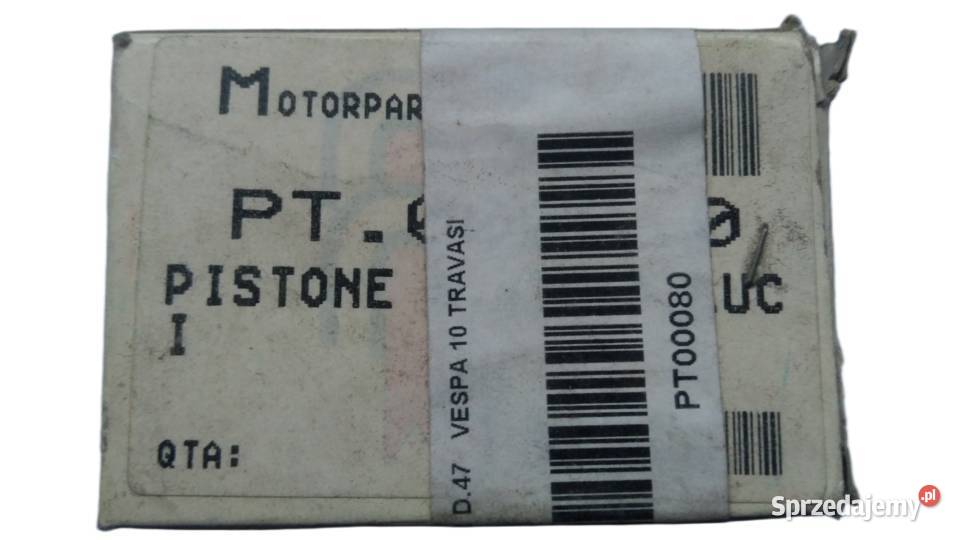 MOTORPAR
PT.
PISTONE UC
I
QTA:
D.47 VESPA 10 TRAVASI
PT00080
Sprzedajemy.pl